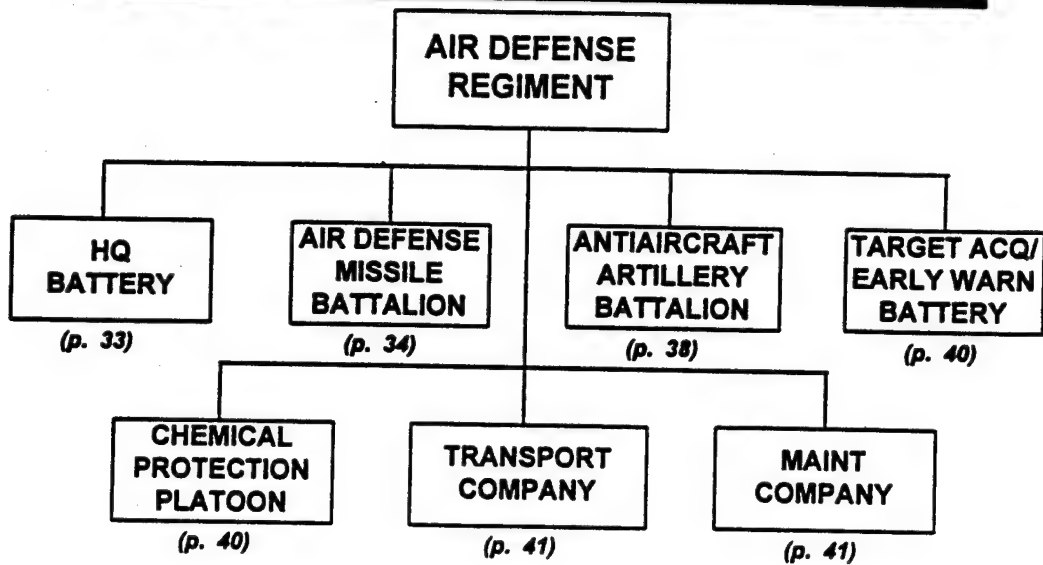 AIR DEFENSE
REGIMENT
HQ
BATTERY
(p. 33)
AIR DEFENSE
MISSILE
BATTALION
(p. 34)
ANTIAIRCRAFT
ARTILLERY
BATTALION
(p. 38)
TARGET ACQ/
EARLY WARN
BATTERY
(p. 40)
CHEMICAL
PROTECTION
PLATOON
(p. 40)
TRANSPORT
COMPANY
(p. 41)
MAINT
COMPANY
(p. 41)